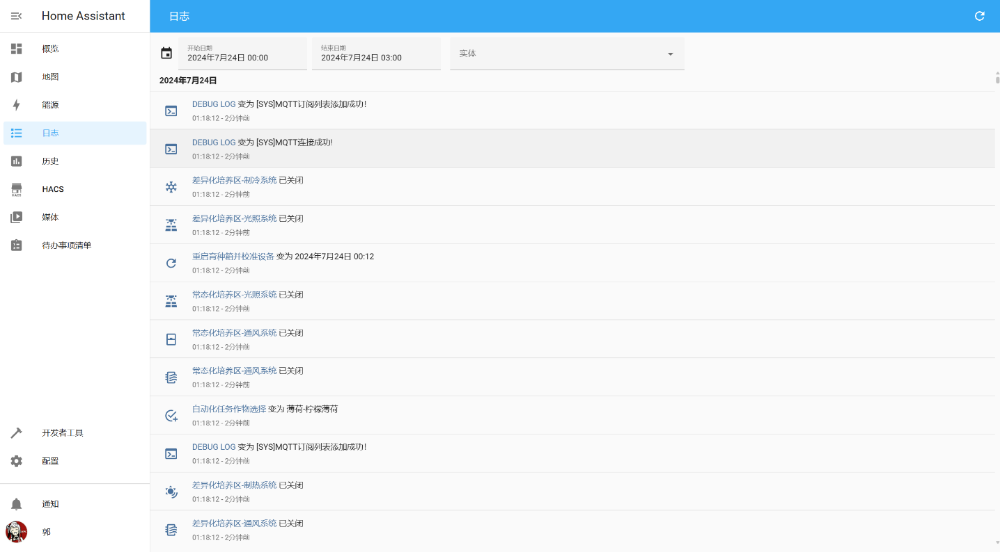 Home Assistant
概览
地图
能源
日志
历史
HACS
HACS
媒体
待办事项清单
开发者工具
配置
通知
郭
日志
开始日期
2024年7月24日 00:00
结束日期
2024年7月24日 03:00
实体
2024年7月24日
DEBUG LOG 变为 [SYS]MQTT订阅列表添加成功!
01:18:12 - 2分钟前
DEBUG LOG 变为 [SYS]MQTT连接成功!
01:18:12 - 2分钟前
差异化培养区-制冷系统 已关闭
01:18:12 - 2分钟前
差异化培养区-光照系统 已关闭
01:18:12 - 2分钟前
重启育种箱并校准设备 变为 2024年7月24日 00:12
01:18:12 - 2分钟前
常态化培养区-光照系统 已关闭
01:18:12 - 2分钟前
常态化培养区-通风系统 已关闭
01:18:12 - 2分钟前
常态化培养区-通风系统 已关闭
01:18:12 - 2分钟前
自动化任务作物选择 变为 薄荷-柠檬薄荷
01:18:12 - 2分钟前
DEBUG LOG 变为 [SYS]MQTT订阅列表添加成功!
01:18:12 - 2分钟前
差异化培养区-制热系统 已关闭
01:18:12 - 2分钟前
差异化培养区-通风系统 已关闭
01:18:12 - 2分钟前